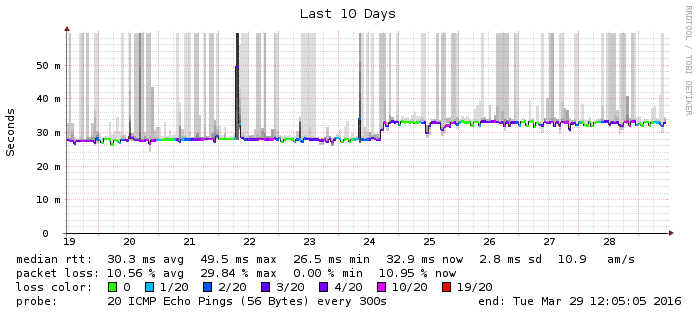 Last 10 Days
RRDTOOL / TOBI OETIKER
Seconds
50 m
40 m
30 m
20 m
10 m
0
19 20 21 22 23 24 25 26 27 28
median rtt: 30.3 ms avg 49.5 ms max 26.5 ms min 32.9 ms now 2.8 ms sd 10.9 am/s
packet loss: 10.56 % avg 29.84 % max 0.00 % min 10.95 % now
loss color: 0 1/20 2/20 3/20 4/20 10/20 19/20
probe: 20 ICMP Echo Pings (56 Bytes) every 300s end: Tue Mar 29 12:05:05 2016